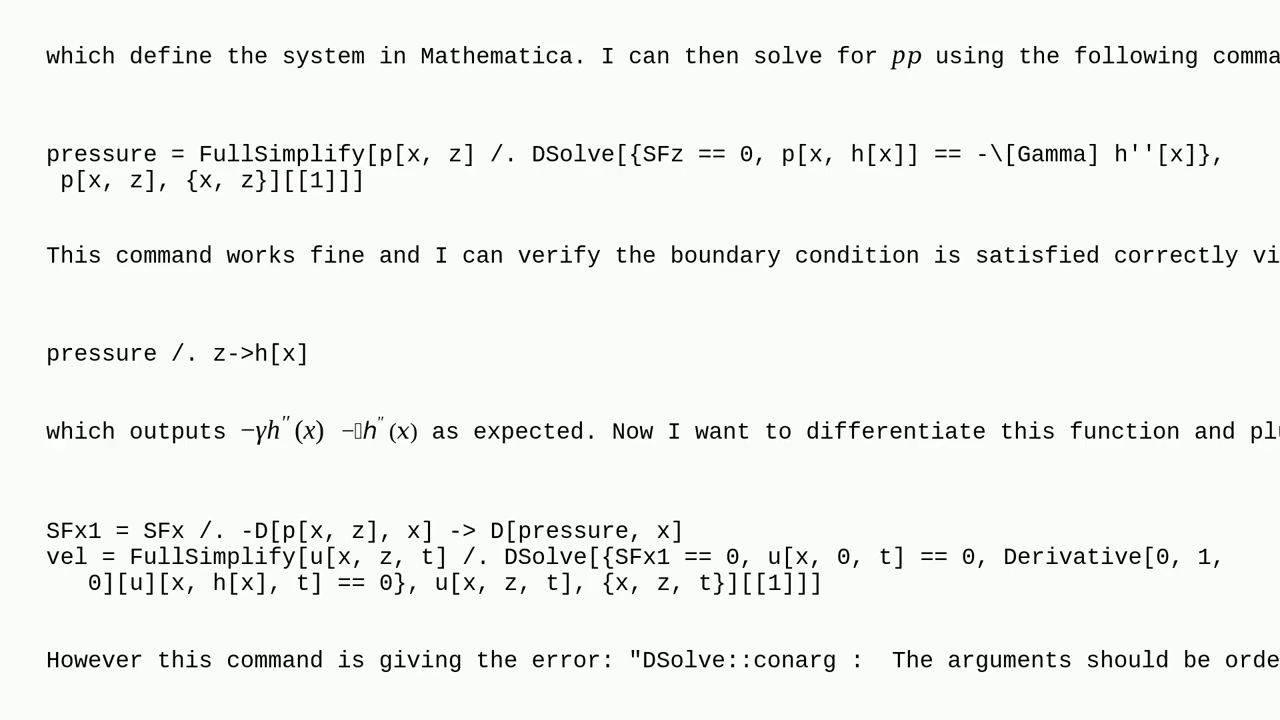 which define the system in Mathematica. I can then solve for pp using the following comma
pressure = FullSimplify[p[x, z] /. DSolve[{SFz == 0, p[x, h[x]] == -\[Gamma] h''[x]},
p[x, z], {x, z}][[1]]]
This command works fine and I can verify the boundary condition is satisfied correctly vi
pressure /. z->h[x]
which outputs −γh′′(x) −▯h′′(x) as expected. Now I want to differentiate this function and plu
SFx1 = SFx /. -D[p[x, z], x] -> D[pressure, x]
vel = FullSimplify[u[x, z, t] /. DSolve[{SFx1 == 0, u[x, 0, t] == 0, Derivative[0, 1,
0][u][x, h[x], t] == 0}, u[x, z, t], {x, z, t}][[1]]]
However this command is giving the error: "DSolve::conarg :  The arguments should be orde